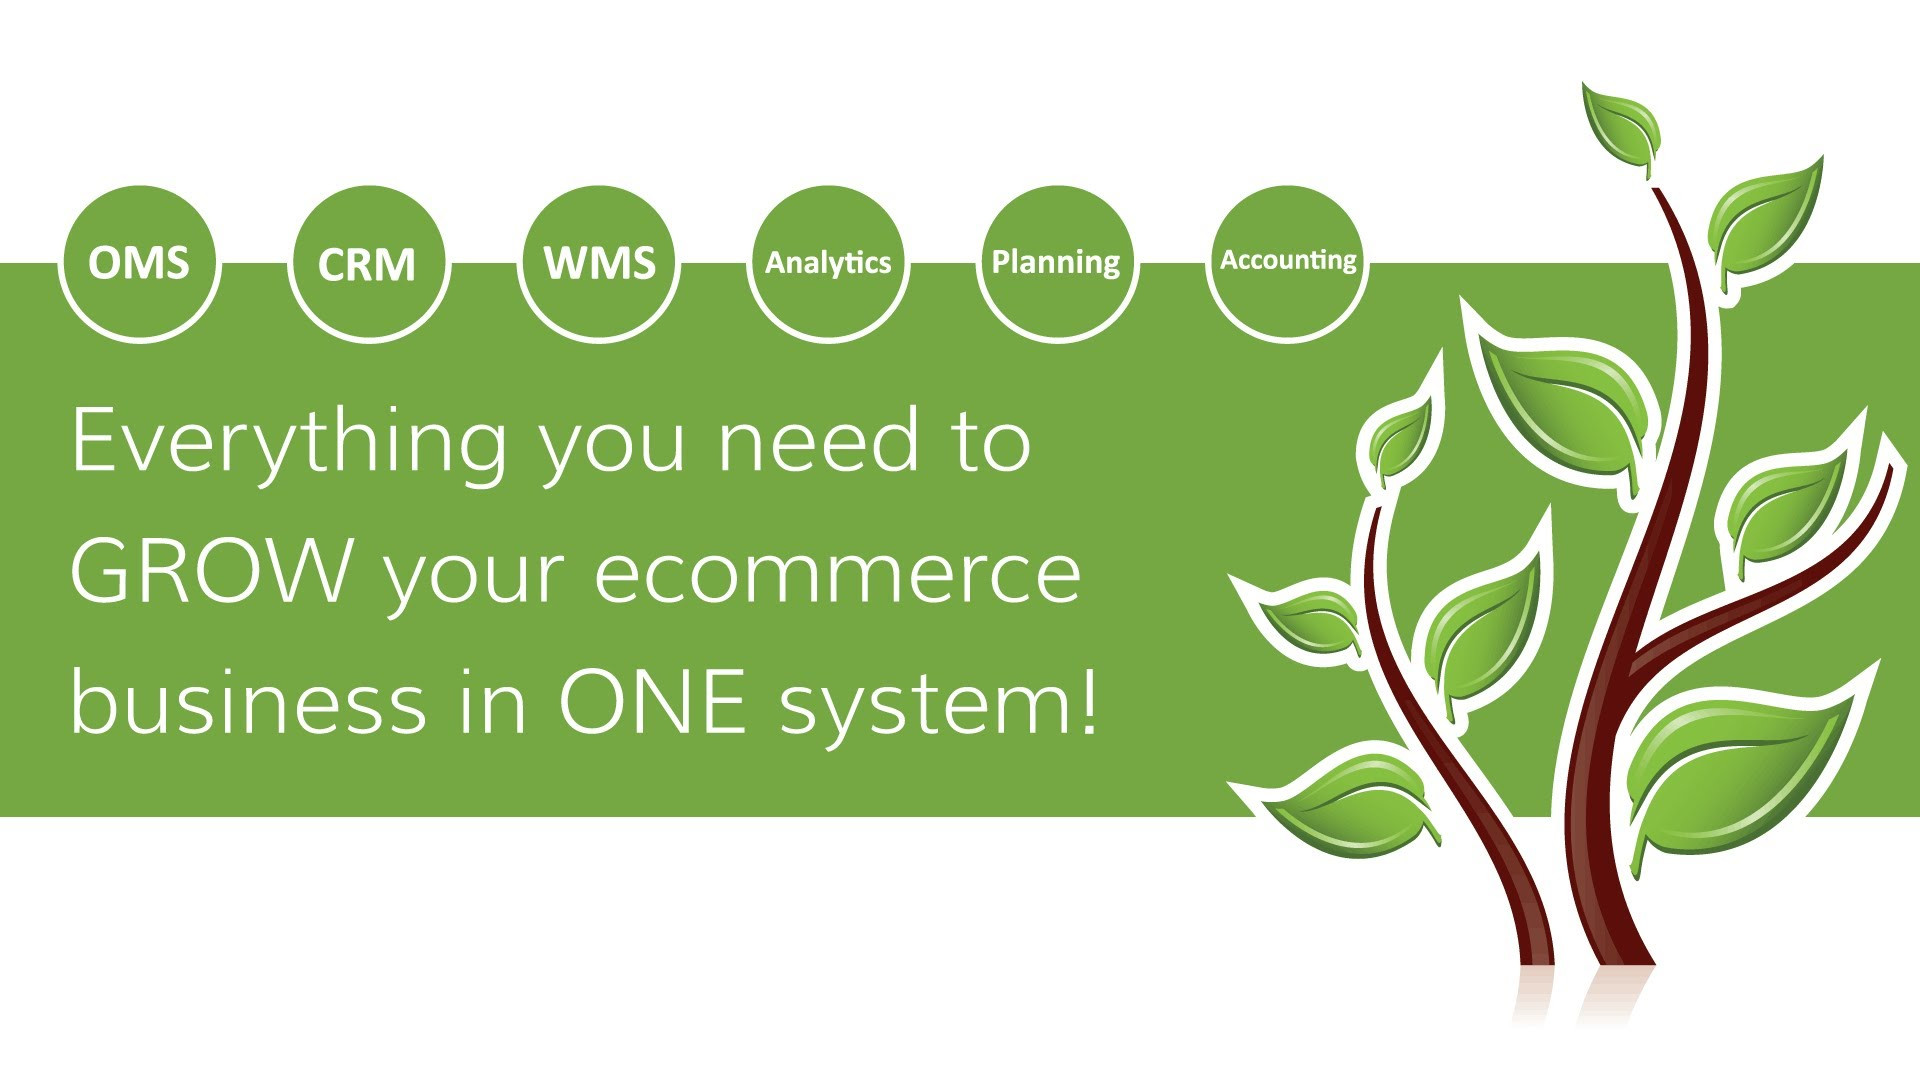 OMS CRM WMS Analytics Planning Accounting
Everything you need to
GROW your ecommerce
business in ONE system!